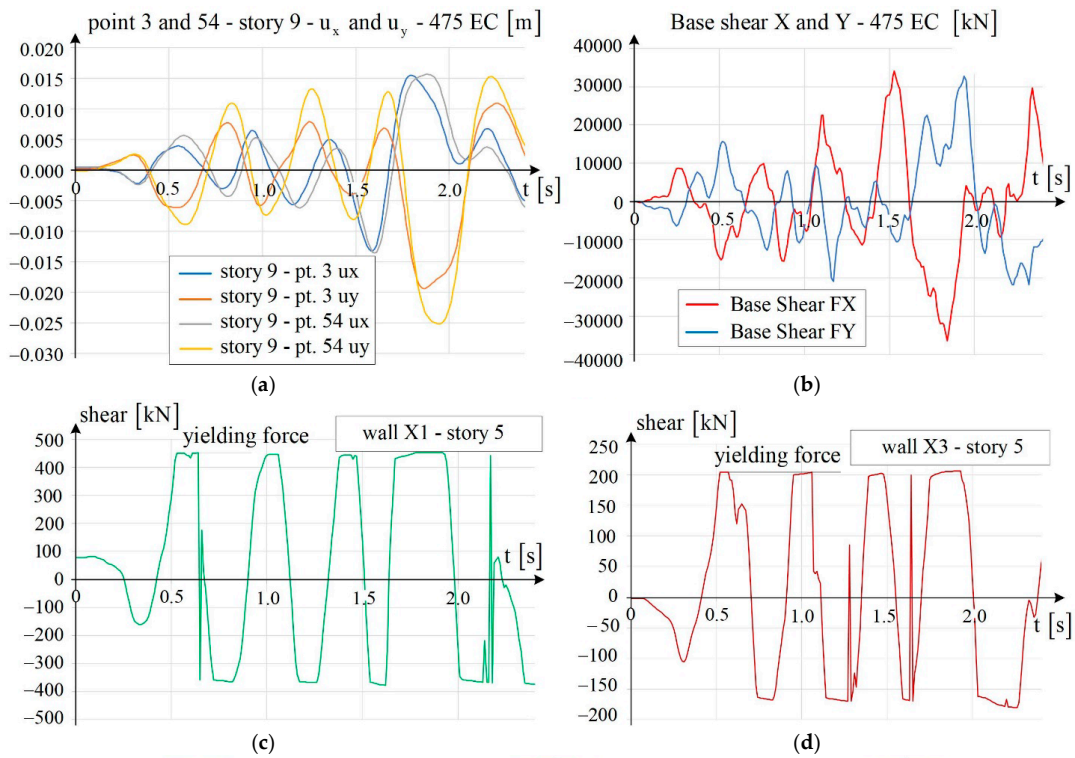 point 3 and 54 - story 9 - ux and uy - 475 EC [m]
0.020
0.015
0.010
0.005
0.000
−0.005
−0.010
−0.015
−0.020
−0.030
0.5
1.0
1.5
2.0
t [s]
story 9 - pt. 3 ux
story 9 - pt. 3 uy
story 9 - pt. 54 ux
story 9 - pt. 54 uy
(a)
Base shear X and Y - 475 EC [kN]
40000
30000
20000
10000
0
−10000
−20000
−30000
−40000
0.5
1.0
1.5
2.0
t [s]
Base Shear FX
Base Shear FY
(b)
shear [kN]
yielding force
wall X1 - story 5
500
400
300
200
100
0
−100
−200
−300
−400
−500
0.5
1.0
1.5
2.0
t [s]
(c)
shear [kN]
yielding force
wall X3 - story 5
250
200
150
100
50
0
−50
−100
−150
−200
0.5
1.0
1.5
2.0
t [s]
(d)